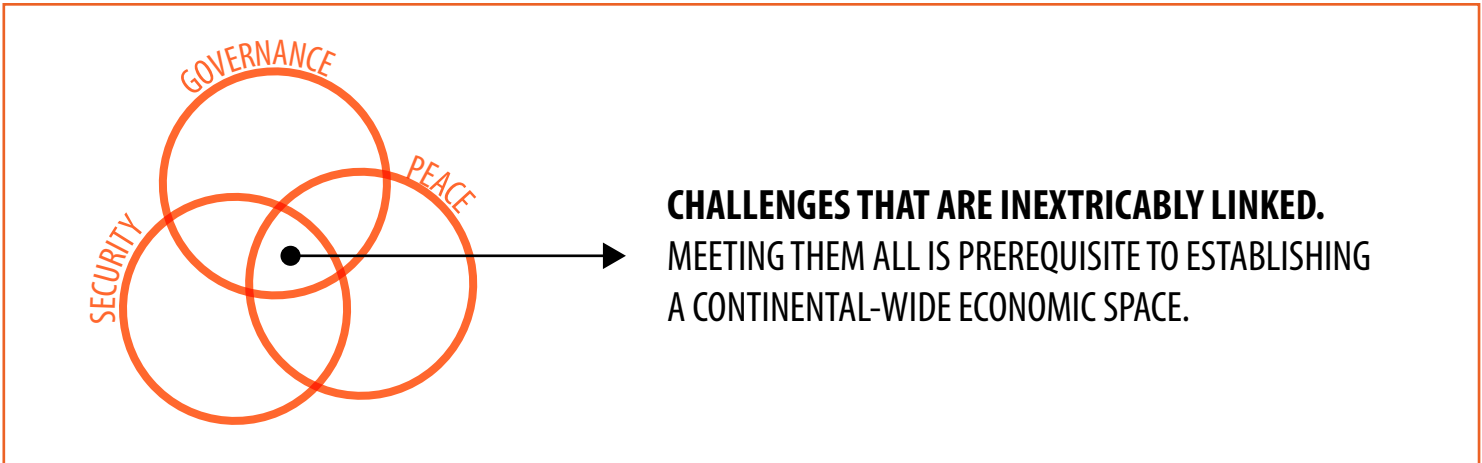 GOVERNANCE
PEACE
SECURITY
CHALLENGES THAT ARE INEXTRICABLY LINKED.
MEETING THEM ALL IS PREREQUISITE TO ESTABLISHING
A CONTINENTAL-WIDE ECONOMIC SPACE.